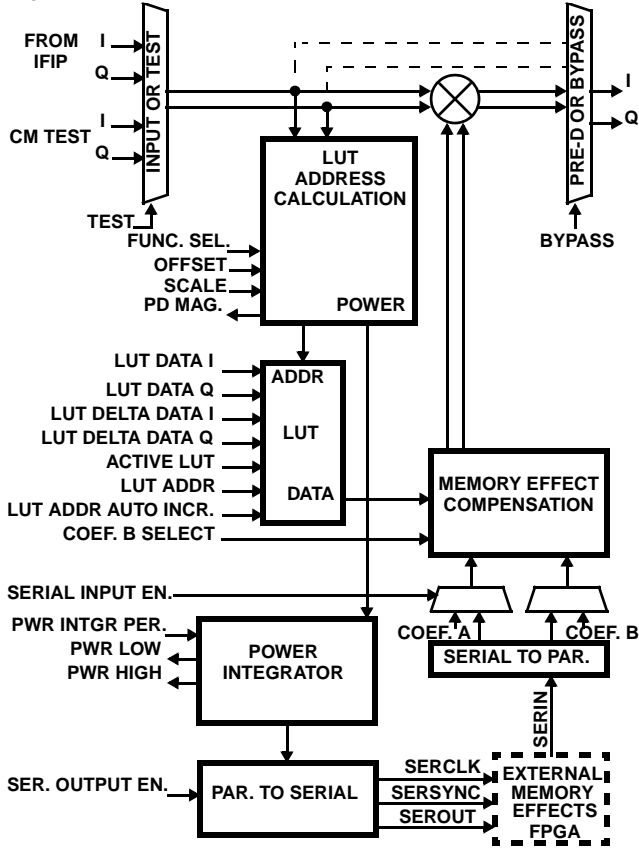 FROM
IFIP
I
Q
CM TEST
I
Q
INPUT OR TEST
TEST
PRE-D OR BYPASS
I
Q
BYPASS
LUT
ADDRESS
CALCULATION
POWER
FUNC. SEL.
OFFSET
SCALE
PD MAG.
LUT DATA I
LUT DATA Q
LUT DELTA DATA I
LUT DELTA DATA Q
ACTIVE LUT
LUT ADDR
LUT ADDR AUTO INCR.
COEF. B SELECT
ADDR
LUT
DATA
MEMORY EFFECT
COMPENSATION
SERIAL INPUT EN.
COEF. A
COEF. B
SERIAL TO PAR.
PWR INTGR PER.
PWR LOW
PWR HIGH
POWER
INTEGRATOR
SERIN
SER. OUTPUT EN.
PAR. TO SERIAL
SERCLK
SERSYNC
SEROUT
EXTERNAL
MEMORY
EFFECTS
FPGA